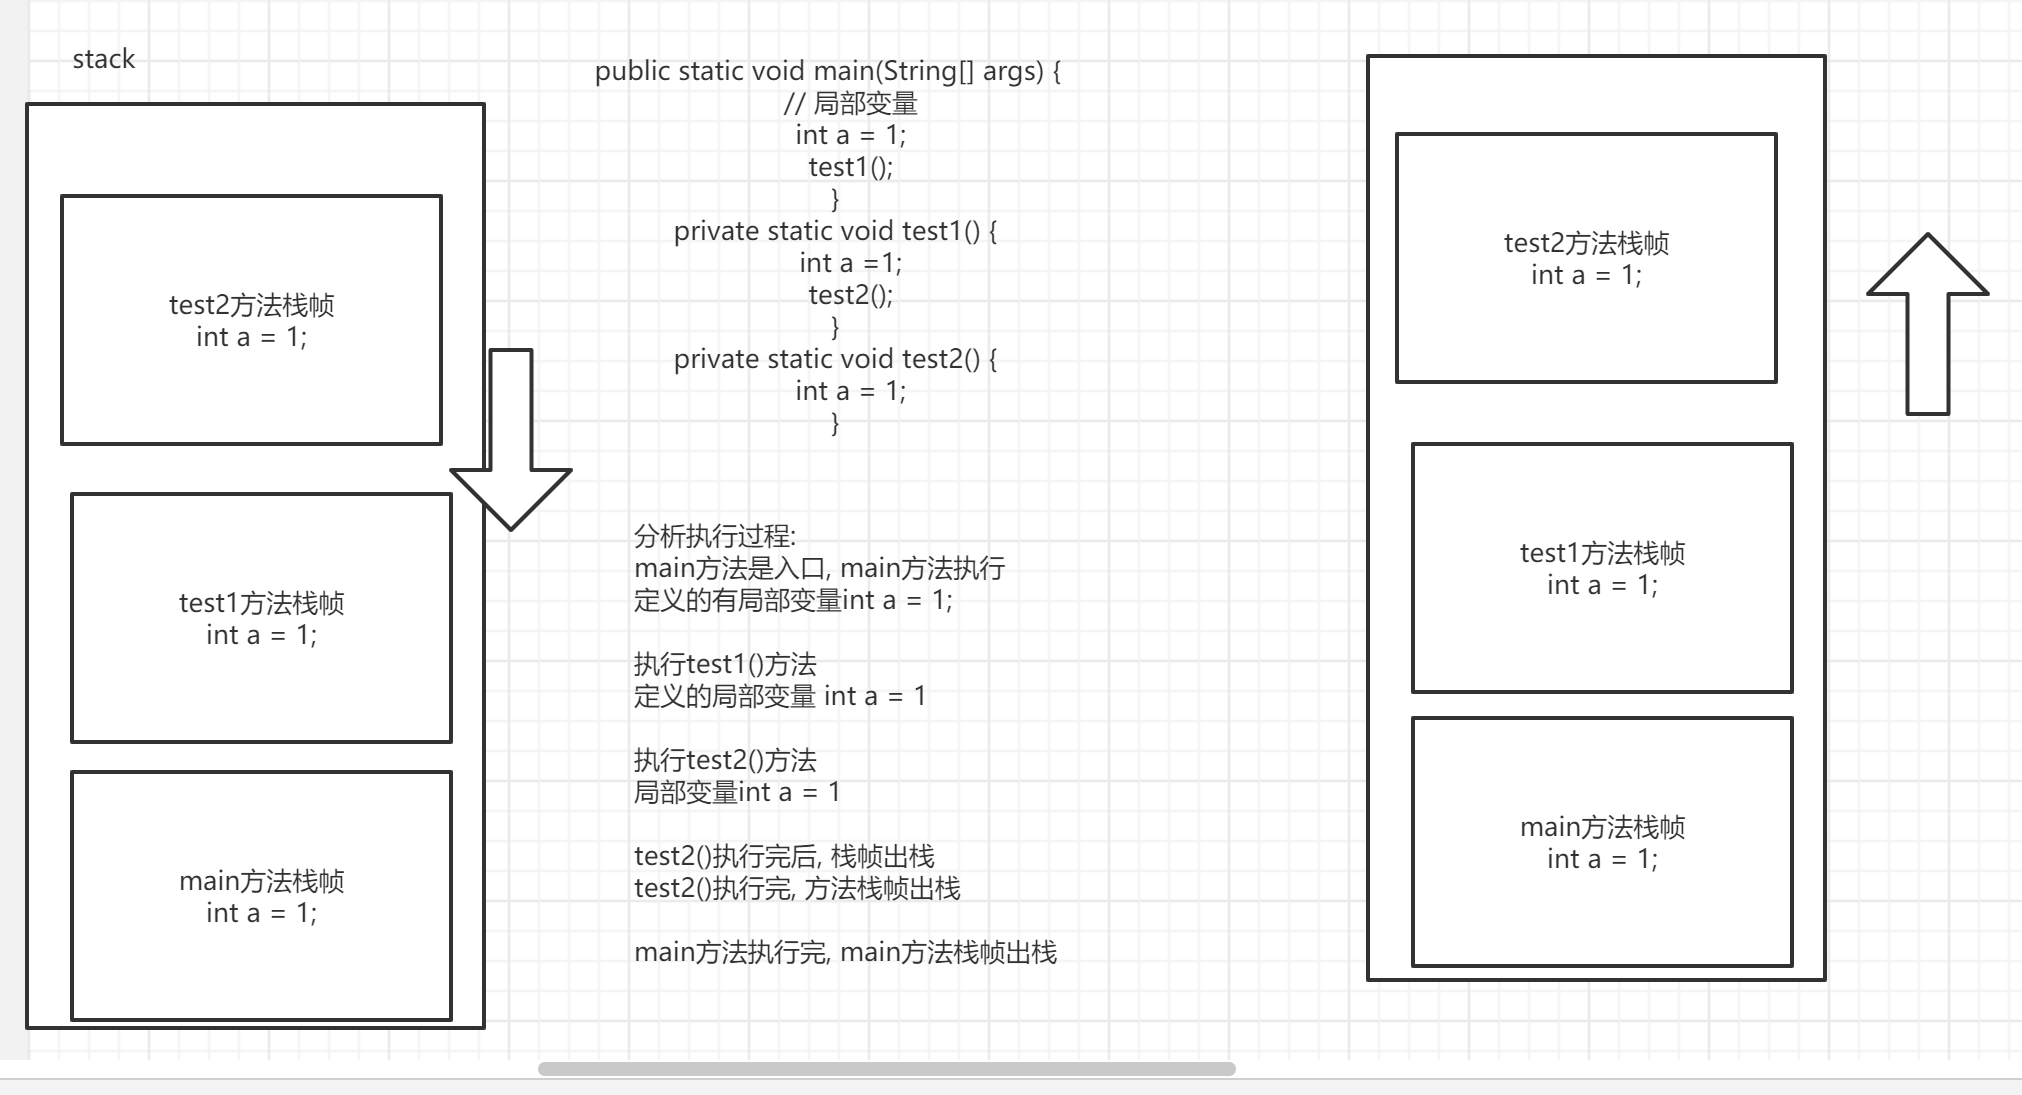 stack
test2方法栈帧
int a = 1;
test1方法栈帧
int a = 1;
main方法栈帧
int a = 1;
public static void main(String[] args) {
// 局部变量
int a = 1;
test1();
}
private static void test1() {
int a =1;
test2();
}
private static void test2() {
int a = 1;
}
分析执行过程:
main方法是入口, main方法执行
定义的有局部变量int a = 1;
执行test1()方法
定义的局部变量 int a = 1
执行test2()方法
局部变量int a = 1
test2()执行完后, 栈帧出栈
test2()执行完, 方法栈帧出栈
main方法执行完, main方法栈帧出栈
test2方法栈帧
int a = 1;
test1方法栈帧
int a = 1;
main方法栈帧
int a = 1;